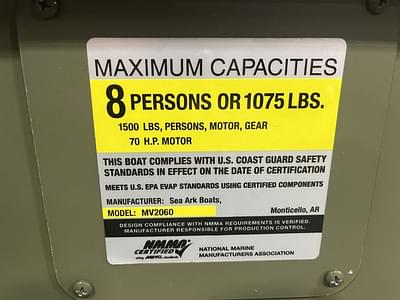 MAXIMUM CAPACITIES
8 PERSONS OR 1075 LBS.
1500 LBS, PERSONS, MOTOR, GEAR
70 H.P. MOTOR
THIS BOAT COMPLIES WITH U.S. COAST GUARD SAFETY
STANDARDS IN EFFECT ON THE DATE OF CERTIFICATION
MEETS U.S. EPA EVAP STANDARDS USING CERTIFIED COMPONENTS
MANUFACTURER: Sea Ark Boats,
MODEL: MV2060 Monticello, AR
DESIGN COMPLIANCE WITH NMMA REQUIREMENTS IS VERIFIED.
MANUFACTURER RESPONSIBLE FOR PRODUCTION CONTROL.
NMMA
CERTIFIED
using ABYC standards
NATIONAL MARINE
MANUFACTURERS ASSOCIATION